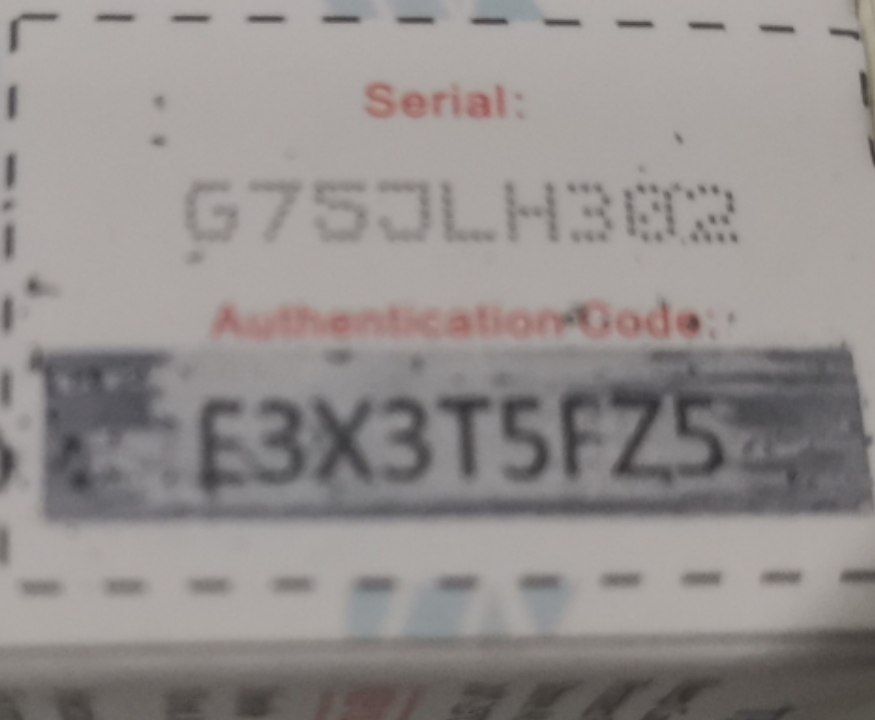 Serial:
G75JLH302
Authentication Code:
E3X3T5FZ5